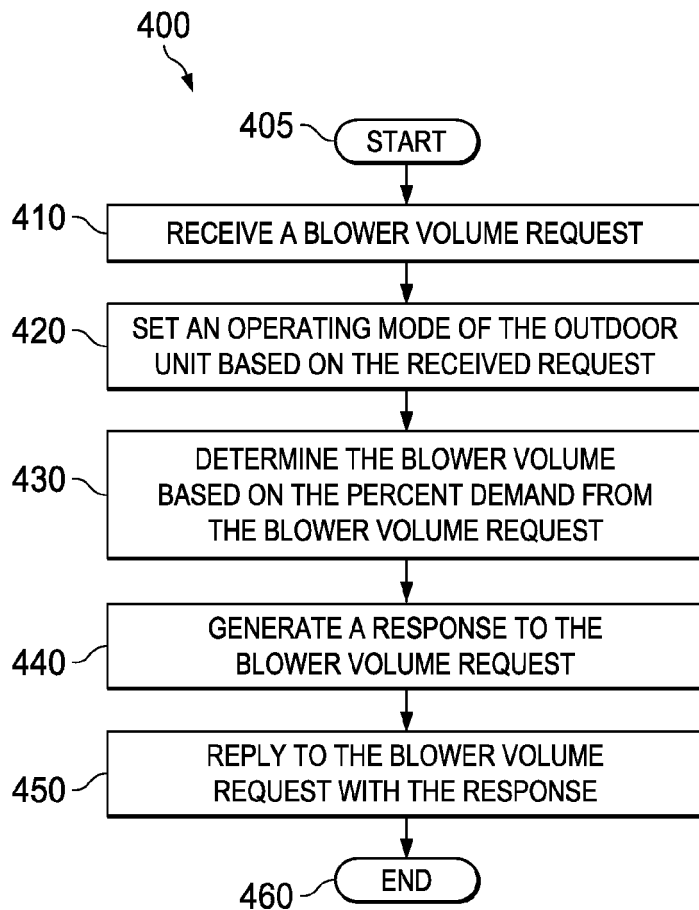 400
405
START
410
RECEIVE A BLOWER VOLUME REQUEST
420
SET AN OPERATING MODE OF THE OUTDOOR
UNIT BASED ON THE RECEIVED REQUEST
430
DETERMINE THE BLOWER VOLUME
BASED ON THE PERCENT DEMAND FROM
THE BLOWER VOLUME REQUEST
440
GENERATE A RESPONSE TO THE
BLOWER VOLUME REQUEST
450
REPLY TO THE BLOWER VOLUME
REQUEST WITH THE RESPONSE
460
END